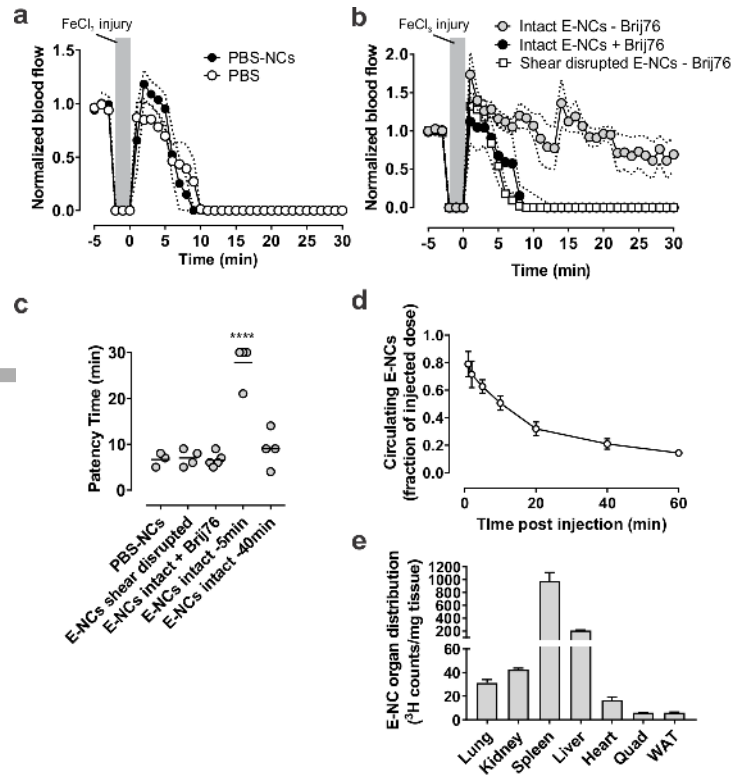 a
FeCl, injury
PBS-NCs
PBS
Normalized blood flow
1.5
1.0
0.5
0.0
-5 0 5 10 15 20 25 30
Time (min)
b
FeCl3 injury
Intact E-NCs - Brij76
Intact E-NCs + Brij76
Shear disrupted E-NCs - Brij76
Normalized blood flow
2.0
1.5
1.0
0.5
0.0
-5 0 5 10 15 20 25 30
Time (min)
c
****
Patency Time (min)
30
20
10
0
PBS-NCs
E-NCs shear disrupted
E-NCs intact + Brij76
E-NCs intact -5min
E-NCs intact -40min
d
Circulating E-NCs
(fraction of injected dose)
1.0
0.8
0.6
0.4
0.2
0.0
0 20 40 60
TIme post injection (min)
e
E-NC organ distribution
(³H counts/mg tissue)
1200
1000
800
600
400
200
60
40
20
0
Lung
Kidney
Spleen
Liver
Heart
Quad
WAT